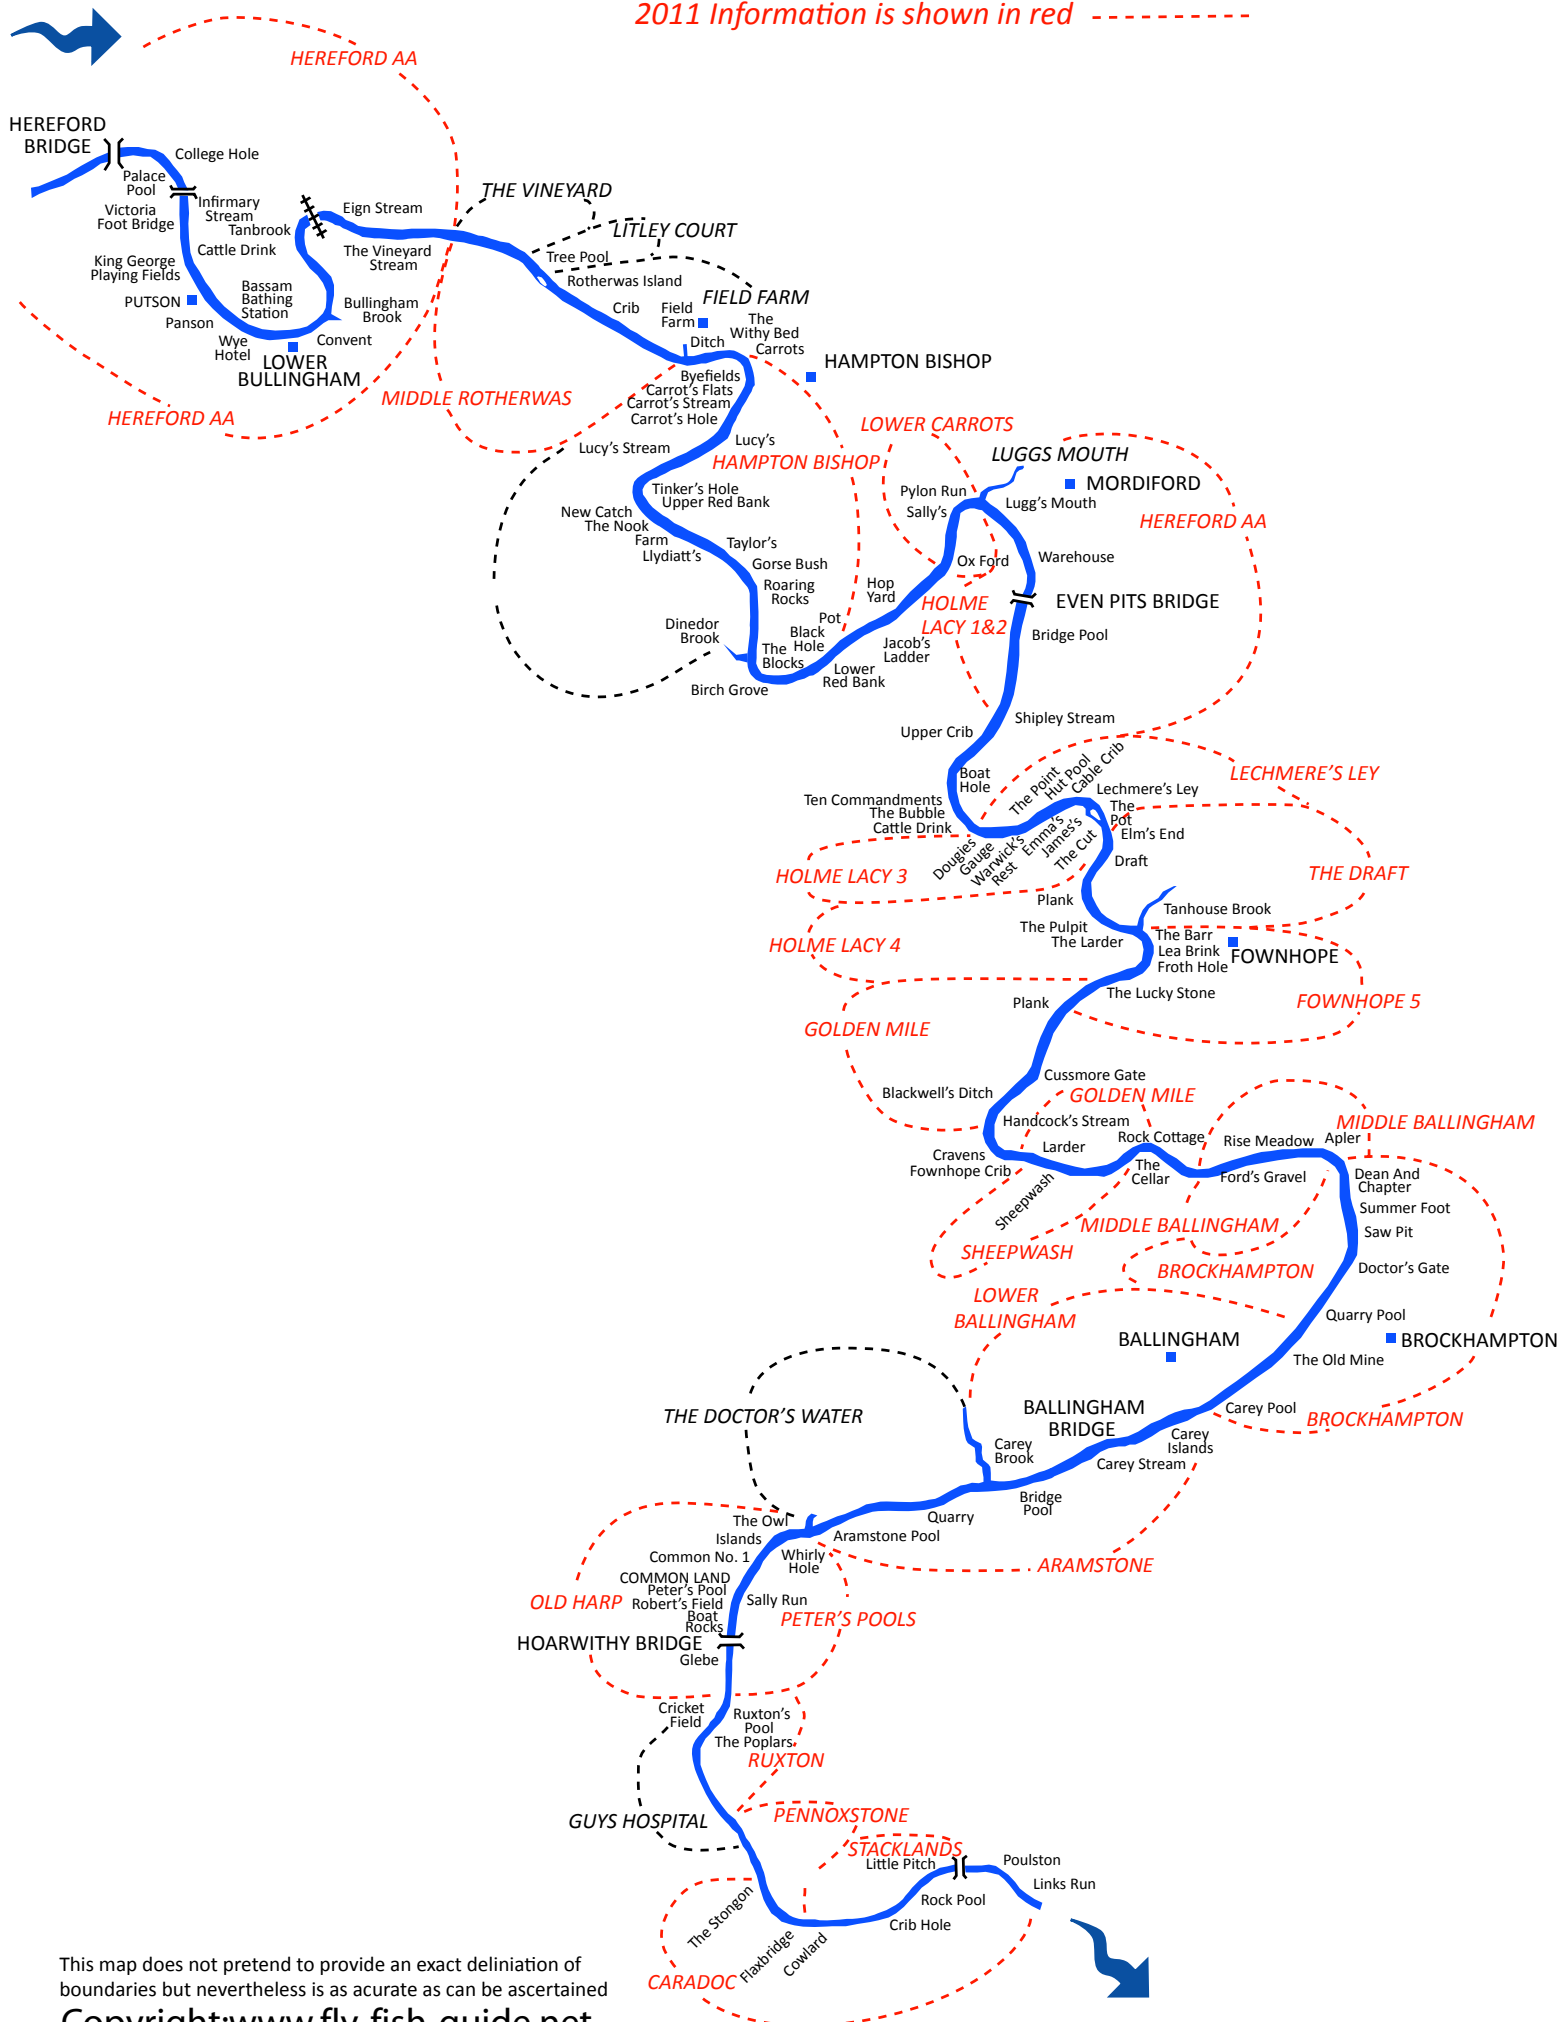 2011 Information is shown in red
HEREFORD AA
HEREFORD
BRIDGE
College Hole
Palace
Pool
THE VINEYARD
Infirmary
Stream
Victoria
Foot Bridge
Eign Stream
Tanbrook
LITLEY COURT
Cattle Drink
The Vineyard
Stream
Tree Pool
King George
Playing Fields
Rotherwas Island
PUTSON
Bassam
Bathing
Station
Bullingham
Brook
FIELD FARM
Crib
Field
Farm
Panson
The
Withy Bed
Carrots
Ditch
Wye
Hotel
Convent
LOWER
BULLINGHAM
HAMPTON BISHOP
Byefields
Carrot's Flats
Carrot's Stream
Carrot's Hole
MIDDLE ROTHERWAS
HEREFORD AA
LOWER CARROTS
Lucy's
Lucy's Stream
HAMPTON BISHOP
LUGGS MOUTH
MORDIFORD
Tinker's Hole
Upper Red Bank
Pylon Run
Sally's
Lugg's Mouth
HEREFORD AA
New Catch
The Nook
Farm
Llydiatt's
Taylor's
Gorse Bush
Roaring
Rocks
Ox Ford
Warehouse
Hop
Yard
HOLME
LACY 1&2
EVEN PITS BRIDGE
Dinedor
Brook
Pot
Black
Hole
The
Blocks
Jacob's
Ladder
Bridge Pool
Lower
Red Bank
Birch Grove
Shipley Stream
Upper Crib
Boat
Hole
The Point
Hut Pool
Cable Crib
LECHMERE'S LEY
Lechmere's Ley
Ten Commandments
The Bubble
Cattle Drink
The
Pot
Elm's End
Dougies
Gauge
Warwick's
Rest
Emma's
James's
The Cut
Draft
HOLME LACY 3
THE DRAFT
Plank
Tanhouse Brook
The Pulpit
The Larder
The Barr
Lea Brink
Froth Hole
FOWNHOPE
HOLME LACY 4
The Lucky Stone
FOWNHOPE 5
Plank
GOLDEN MILE
Cussmore Gate
Blackwell's Ditch
GOLDEN MILE
Handcock's Stream
MIDDLE BALLINGHAM
Rock Cottage
Rise Meadow
Apler
Larder
Cravens
Fownhope Crib
The
Cellar
Ford's Gravel
Dean And
Chapter
Sheepwash
Summer Foot
MIDDLE BALLINGHAM
Saw Pit
SHEEPWASH
BROCKHAMPTON
Doctor's Gate
LOWER
BALLINGHAM
Quarry Pool
BALLINGHAM
BROCKHAMPTON
The Old Mine
THE DOCTOR'S WATER
BALLINGHAM
BRIDGE
Carey Pool
BROCKHAMPTON
Carey
Islands
Carey
Brook
Carey Stream
Bridge
Pool
Quarry
The Owl
Aramstone Pool
Islands
Common No. 1
Whirly
Hole
ARAMSTONE
COMMON LAND
Peter's Pool
Robert's Field
Boat
Rocks
Sally Run
OLD HARP
PETER'S POOLS
HOARWITHY BRIDGE
Glebe
Cricket
Field
Ruxton's
Pool
The Poplars
RUXTON
GUYS HOSPITAL
PENNOXSTONE
STACKLANDS
Little Pitch
Poulston
Links Run
Rock Pool
The Stongon
Crib Hole
Flaxbridge
Cowlard
CARADOC
This map does not pretend to provide an exact deliniation of
boundaries but nevertheless is as acurate as can be ascertained
Copyright:www.fly-fish-guide.net